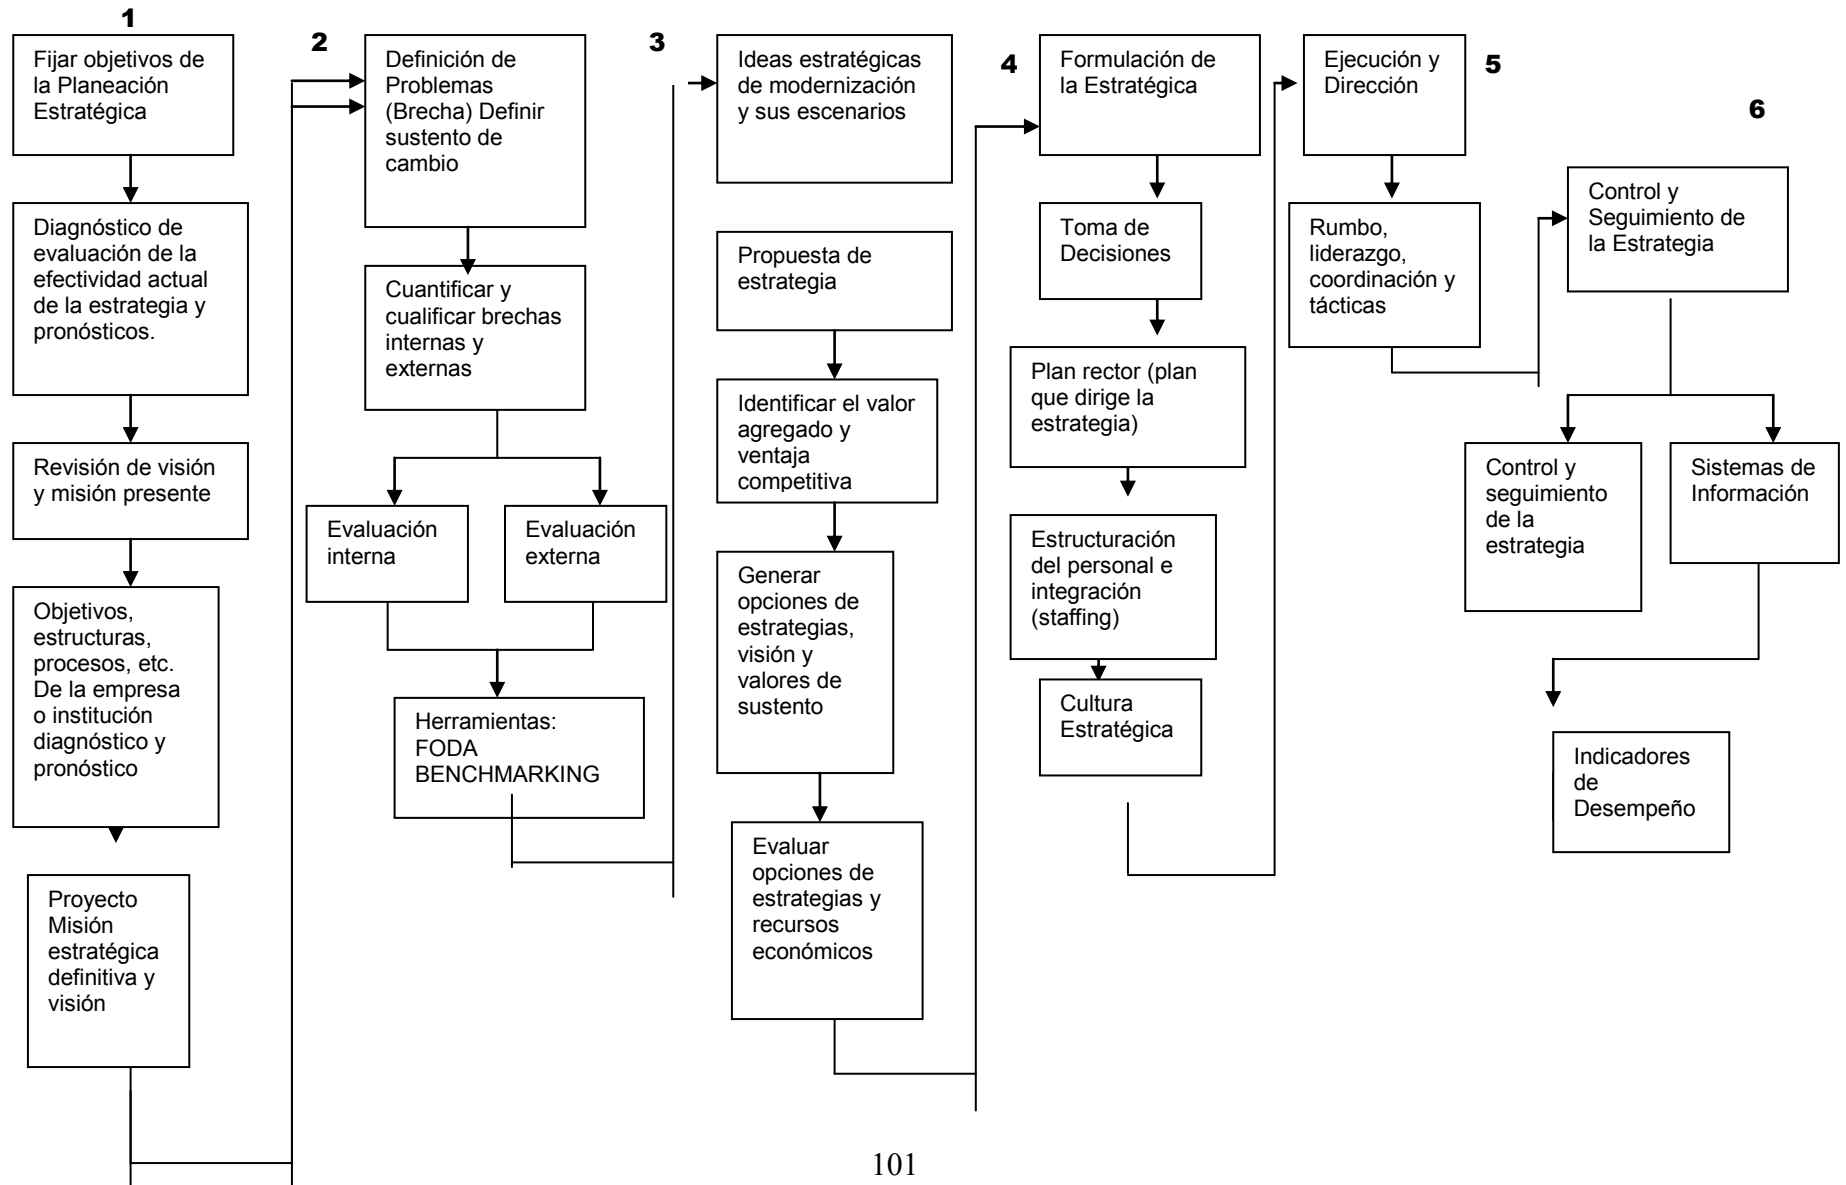 1
Fijar objetivos de
la Planeación
Estratégica
Diagnóstico de
evaluación de la
efectividad actual
de la estrategia y
pronósticos.
Revisión de visión
y misión presente
Objetivos,
estructuras,
procesos, etc.
De la empresa
o institución
diagnóstico y
pronóstico
Proyecto
Misión
estratégica
definitiva y
visión
2
Definición de
Problemas
(Brecha) Definir
sustento de
cambio
Cuantificar y
cualificar brechas
internas y
externas
Evaluación
interna
Evaluación
externa
Herramientas:
FODA
BENCHMARKING
3
Ideas estratégicas
de modernización
y sus escenarios
Propuesta de
estrategia
Identificar el valor
agregado y
ventaja
competitiva
Generar
opciones de
estrategias,
visión y
valores de
sustento
Evaluar
opciones de
estrategias y
recursos
económicos
4
Formulación de
la Estratégica
Toma de
Decisiones
Plan rector (plan
que dirige la
estrategia)
Estructuración
del personal e
integración
(staffing)
Cultura
Estratégica
5
Ejecución y
Dirección
Rumbo,
liderazgo,
coordinación y
tácticas
6
Control y
Seguimiento de
la Estrategia
Control y
seguimiento
de la
estrategia
Sistemas de
Información
Indicadores
de
Desempeño
101